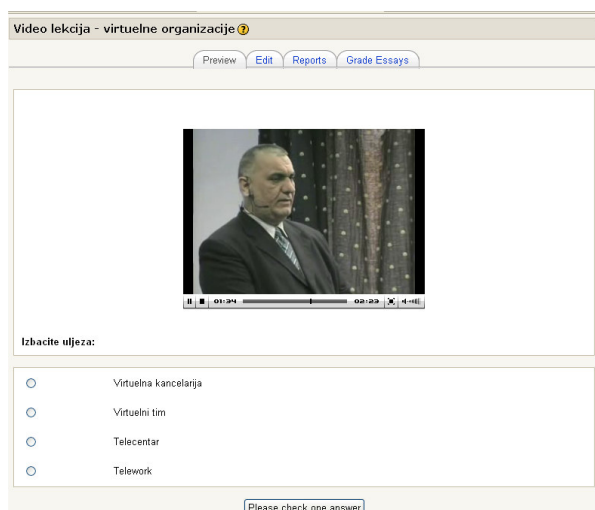 Video lekcija - virtuelne organizacije ?
Preview Edit Reports Grade Essays
01:34 02:23
Izbacite uljeza:
Virtuelna kancelarija
Virtuelni tim
Telecentar
Telework
Please check one answer